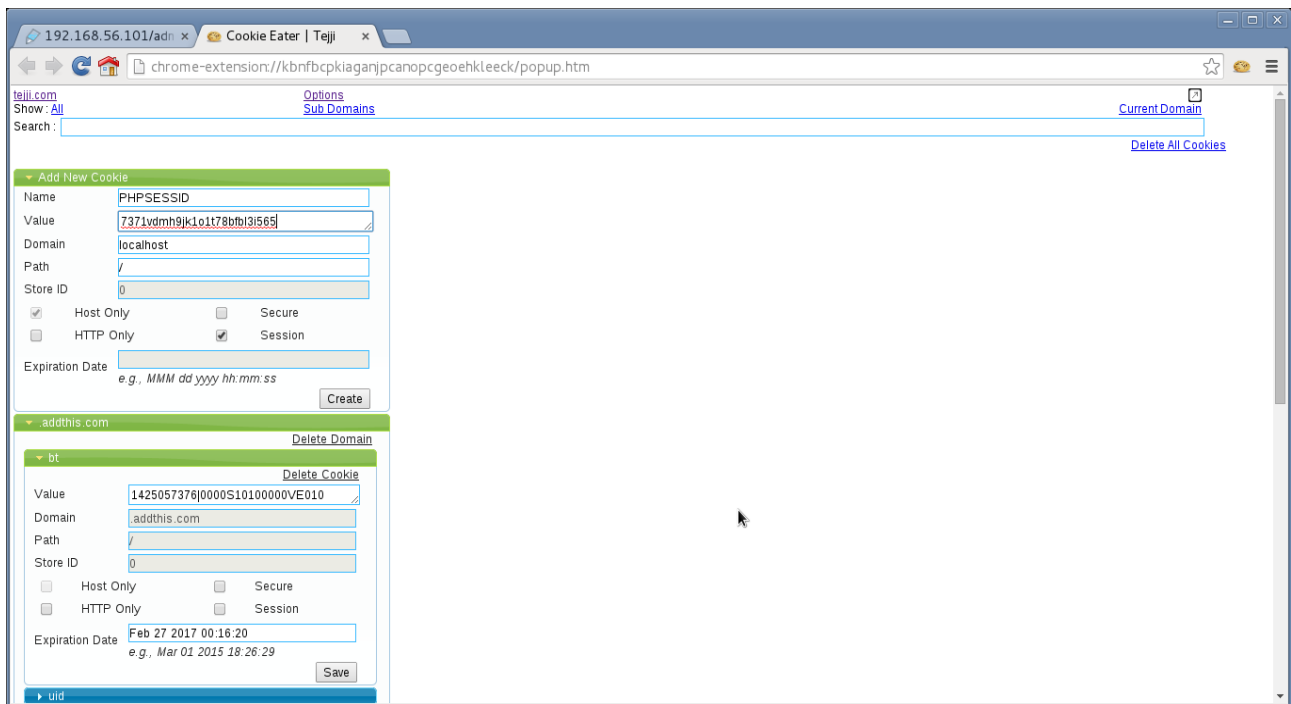 192.168.56.101/adn × Cookie Eater | Tejji ×
chrome-extension://kbnfbcpkiaganjpcanopcgeoehkleeck/popup.htm
tejji.com Options
Show : All Sub Domains Current Domain
Search :
Delete All Cookies
Add New Cookie
Name PHPSESSID
Value 7371vdmh9jk1o1t78bfbl3i565
Domain localhost
Path /
Store ID 0
Host Only Secure
HTTP Only Session
Expiration Date
e.g., MMM dd yyyy hh:mm:ss
Create
.addthis.com
Delete Domain
bt
Delete Cookie
Value 1425057376|0000S10100000VE010
Domain .addthis.com
Path /
Store ID 0
Host Only Secure
HTTP Only Session
Expiration Date Feb 27 2017 00:16:20
e.g., Mar 01 2015 18:26:29
Save
uid